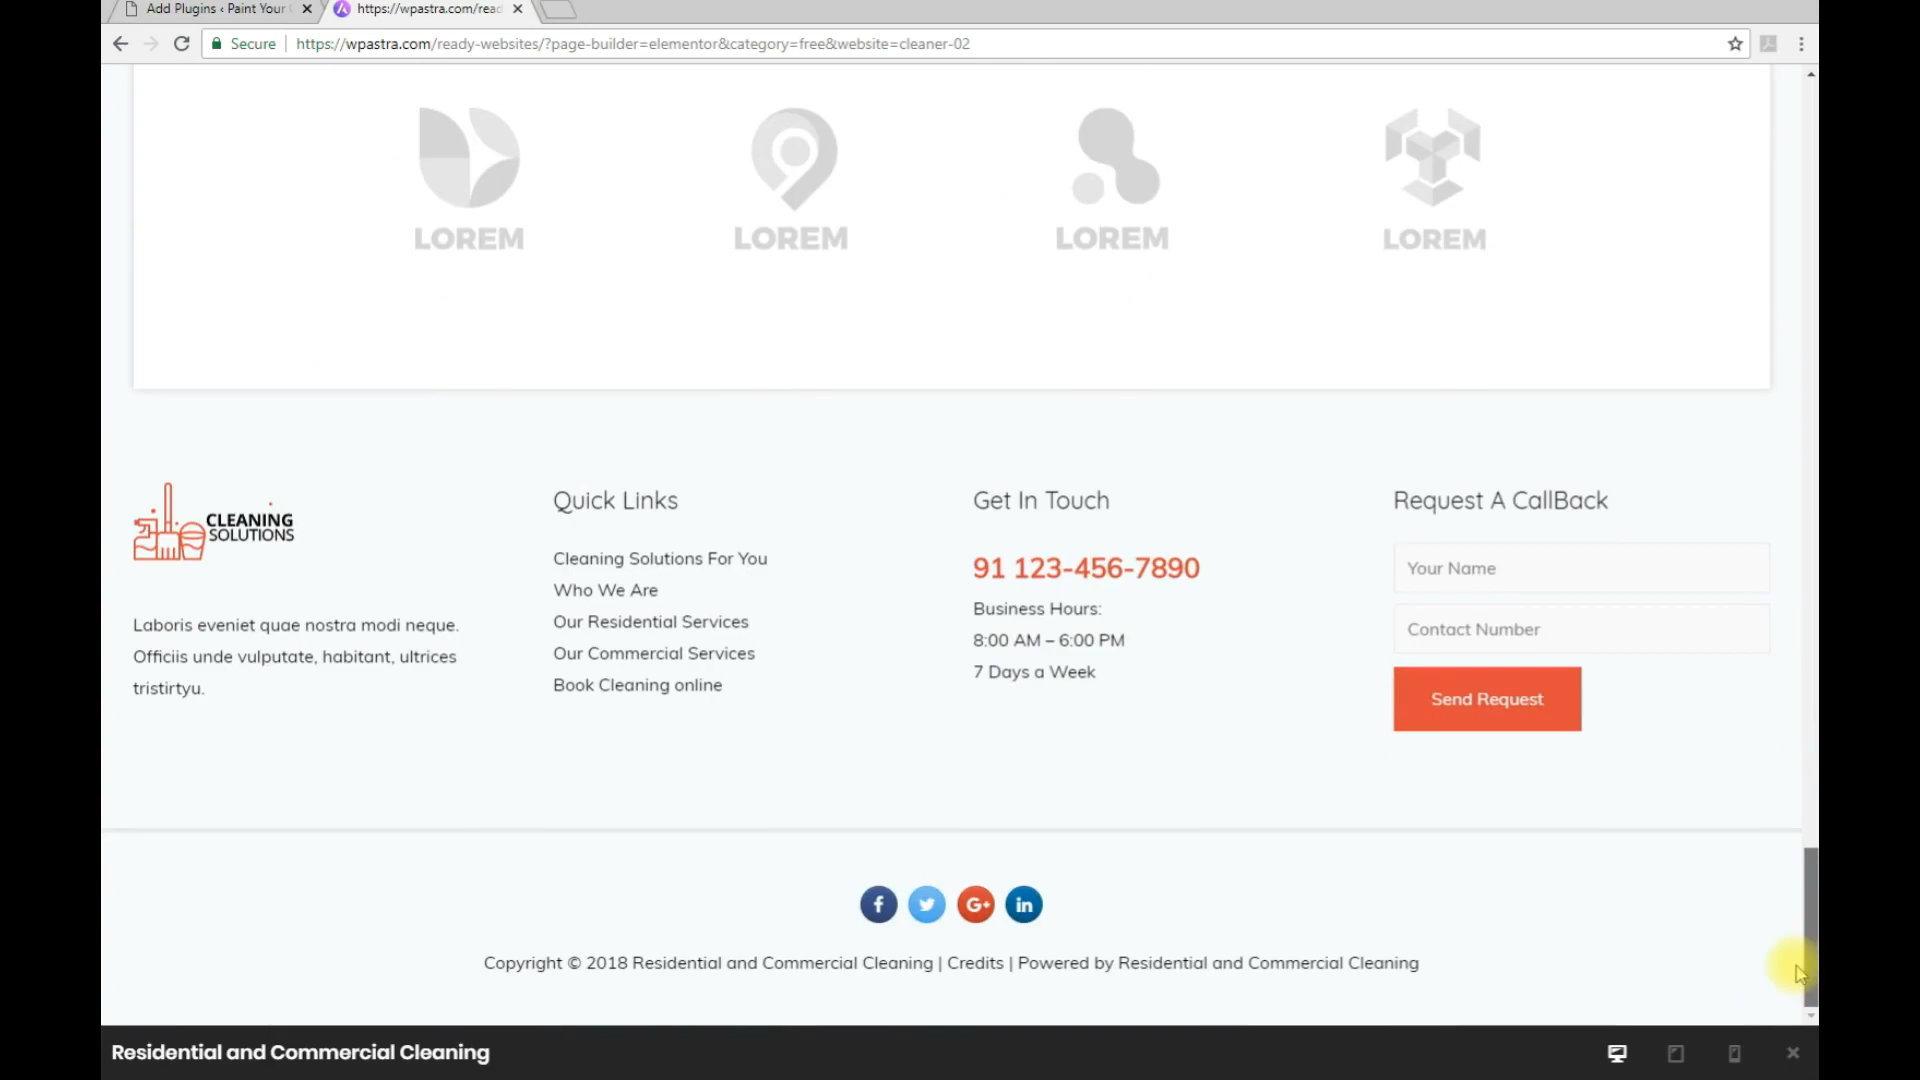 Add Plugins ‹ Paint Your
https://wpastra.com/read
Secure
https://wpastra.com/ready-websites/?page-builder=elementor&category=free&website=cleaner-02
LOREM
LOREM
LOREM
LOREM
CLEANING
SOLUTIONS
Laboris eveniet quae nostra modi neque.
Officiis unde vulputate, habitant, ultrices
tristirtyu.
Quick Links
Cleaning Solutions For You
Who We Are
Our Residential Services
Our Commercial Services
Book Cleaning online
Get In Touch
91 123-456-7890
Business Hours:
8:00 AM – 6:00 PM
7 Days a Week
Request A CallBack
Your Name
Contact Number
Send Request
f
G+
in
Copyright © 2018 Residential and Commercial Cleaning | Credits | Powered by Residential and Commercial Cleaning
Residential and Commercial Cleaning